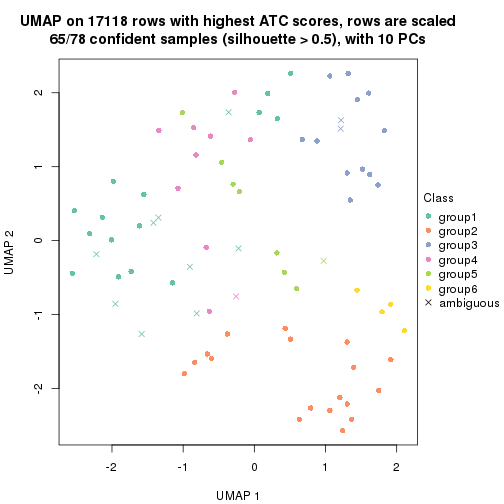 UMAP on 17118 rows with highest ATC scores, rows are scaled
65/78 confident samples (silhouette > 0.5), with 10 PCs
2
1
0
-1
-2
UMAP 2
-2
-1
0
1
2
UMAP 1
Class
group1
group2
group3
group4
group5
group6
ambiguous